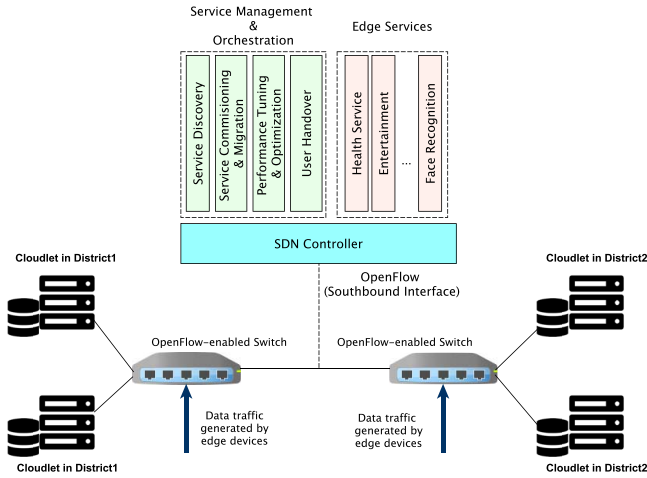 Service Management
&
Orchestration
Edge Services
Service Discovery
Service Commisioning
& Migration
Performance Tuning
& Optimization
User Handover
Health Service
Entertainment
...
Face Recognition
SDN Controller
OpenFlow
(Southbound Interface)
Cloudlet in District1
Cloudlet in District2
OpenFlow-enabled Switch
OpenFlow-enabled Switch
Data traffic
generated by
edge devices
Data traffic
generated by
edge devices
Cloudlet in District1
Cloudlet in District2